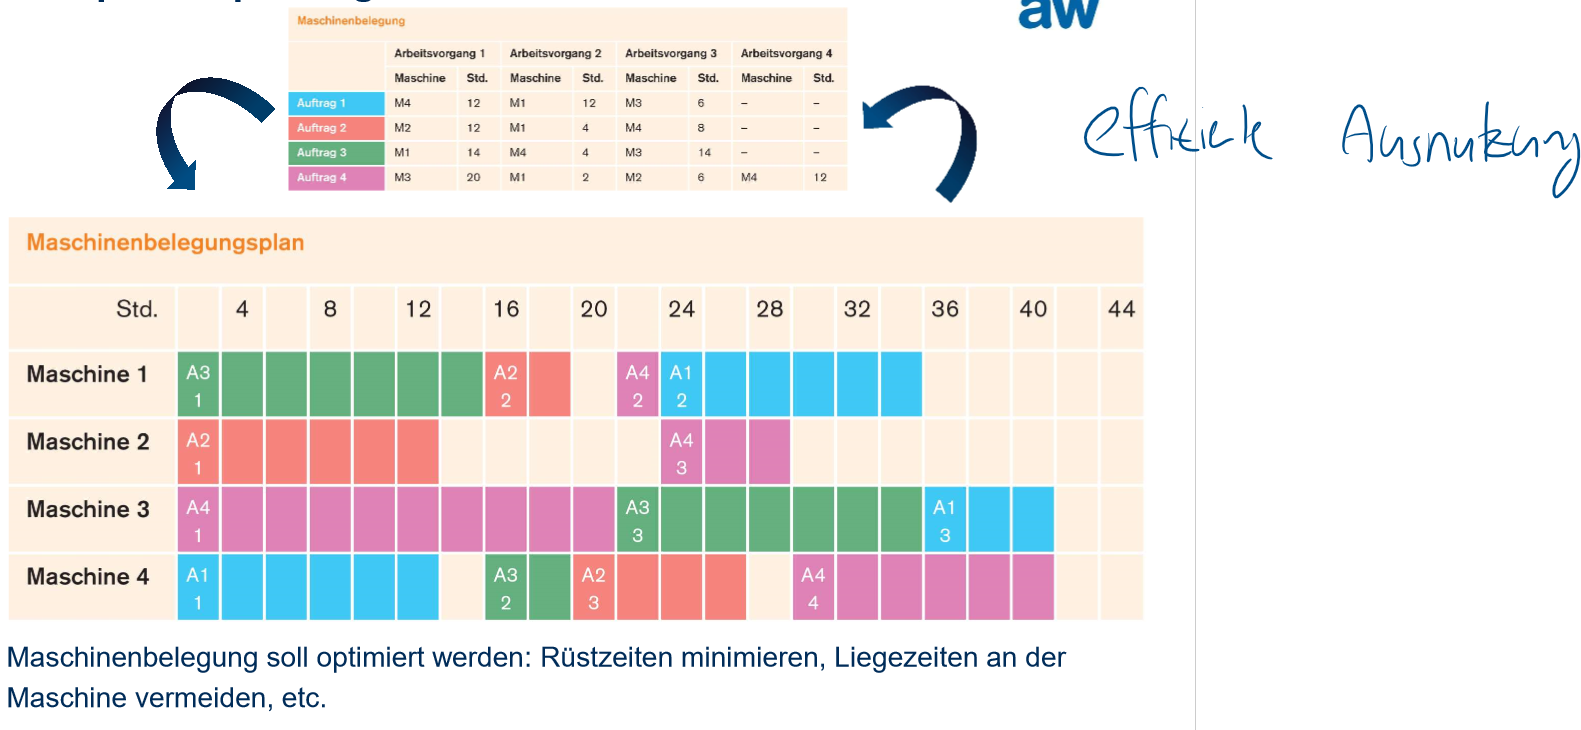 aw
Maschinenbelegung
Arbeitsvorgang 1 Arbeitsvorgang 2 Arbeitsvorgang 3 Arbeitsvorgang 4
Maschine Std. Maschine Std. Maschine Std. Maschine Std.
Auftrag 1 M4 12 M1 12 M3 6 – –
Auftrag 2 M2 12 M1 4 M4 8 – –
Auftrag 3 M1 14 M4 4 M3 14 – –
Auftrag 4 M3 20 M1 2 M2 6 M4 12
effiziente Ausnutzung
Maschinenbelegungsplan
Std. 4 8 12 16 20 24 28 32 36 40 44
Maschine 1 A3 1 A2 2 A4 2 A1 2
Maschine 2 A2 1 A4 3
Maschine 3 A4 1 A3 3 A1 3
Maschine 4 A1 1 A3 2 A2 3 A4 4
Maschinenbelegung soll optimiert werden: Rüstzeiten minimieren, Liegezeiten an der
Maschine vermeiden, etc.